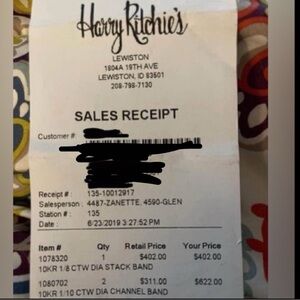 Harry Ritchie's
LEWISTON
1804A 19TH AVE
LEWISTON, ID 83501
208-798-7130
SALES RECEIPT
Customer #:
Receipt # : 135-10012917
Salesperson : 4487-ZANETTE, 4590-GLEN
Station # : 135
Date : 6/23/2019 3:27:52 PM
Item # Qty Retail Price Your Price
1078320 1 $402.00 $402.00
10KR 1/8 CTW DIA STACK BAND
1080702 2 $311.00 $622.00
10KR 1/10 CTW DIA CHANNEL BAND